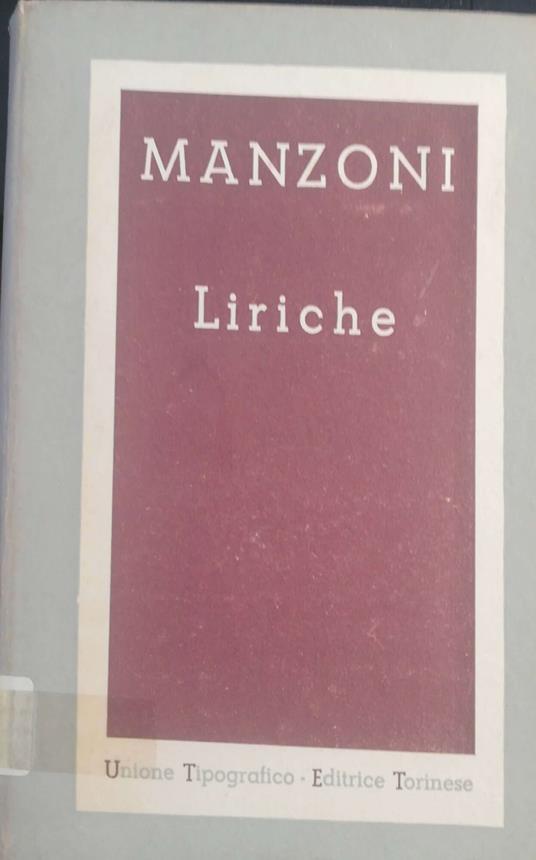 MANZONI
Liriche
Unione Tipografico · Editrice Torinese